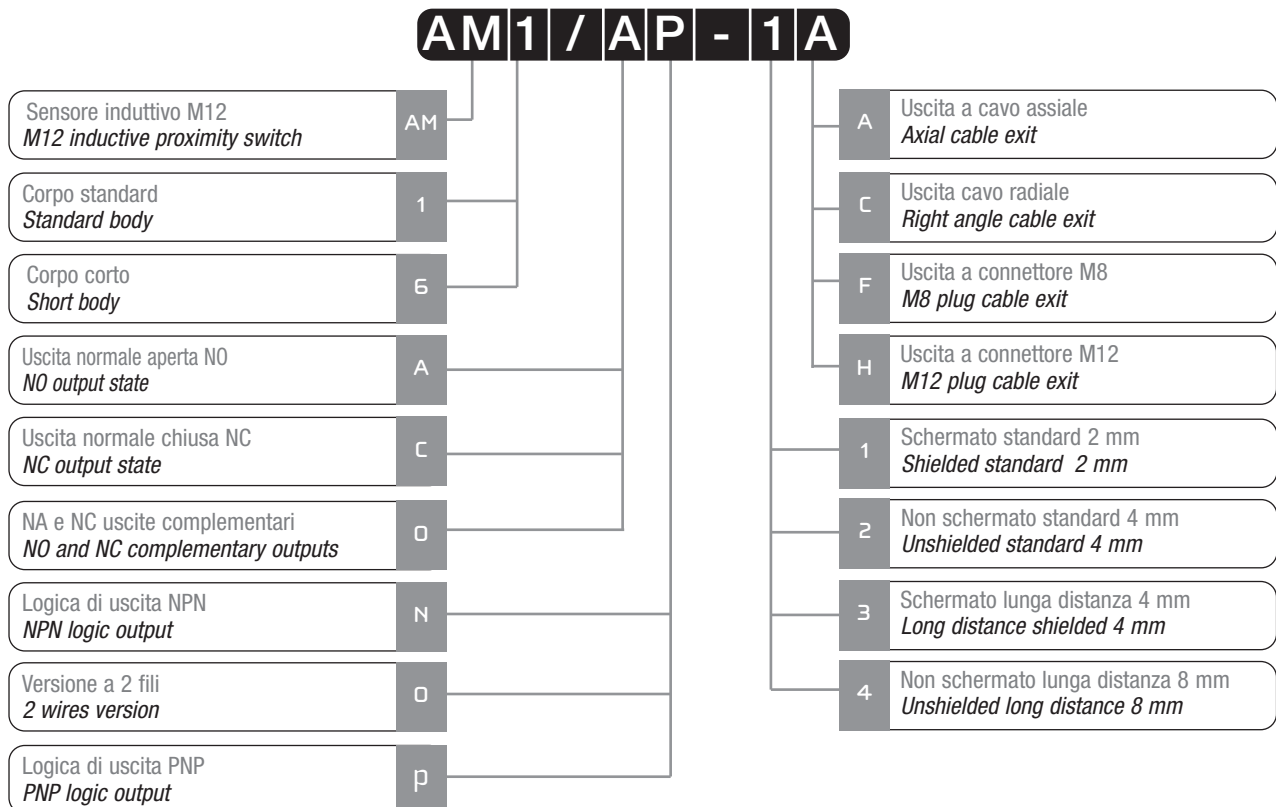 AM1/AP-1A
Sensore induttivo M12
M12 inductive proximity switch
AM
Corpo standard
Standard body
1
Corpo corto
Short body
6
Uscita normale aperta NO
NO output state
A
Uscita normale chiusa NC
NC output state
C
NA e NC uscite complementari
NO and NC complementary outputs
0
Logica di uscita NPN
NPN logic output
N
Versione a 2 fili
2 wires version
0
Logica di uscita PNP
PNP logic output
P
A
Uscita a cavo assiale
Axial cable exit
C
Uscita cavo radiale
Right angle cable exit
F
Uscita a connettore M8
M8 plug cable exit
H
Uscita a connettore M12
M12 plug cable exit
1
Schermato standard 2 mm
Shielded standard 2 mm
2
Non schermato standard 4 mm
Unshielded standard 4 mm
3
Schermato lunga distanza 4 mm
Long distance shielded 4 mm
4
Non schermato lunga distanza 8 mm
Unshielded long distance 8 mm